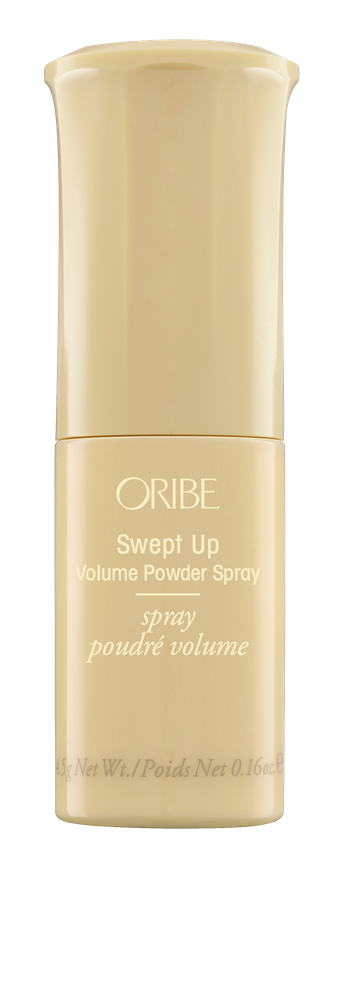 ORIBE
Swept Up
Volume Powder Spray
spray
poudré volume
Net Wt./Poids Net 0.16oz.℮